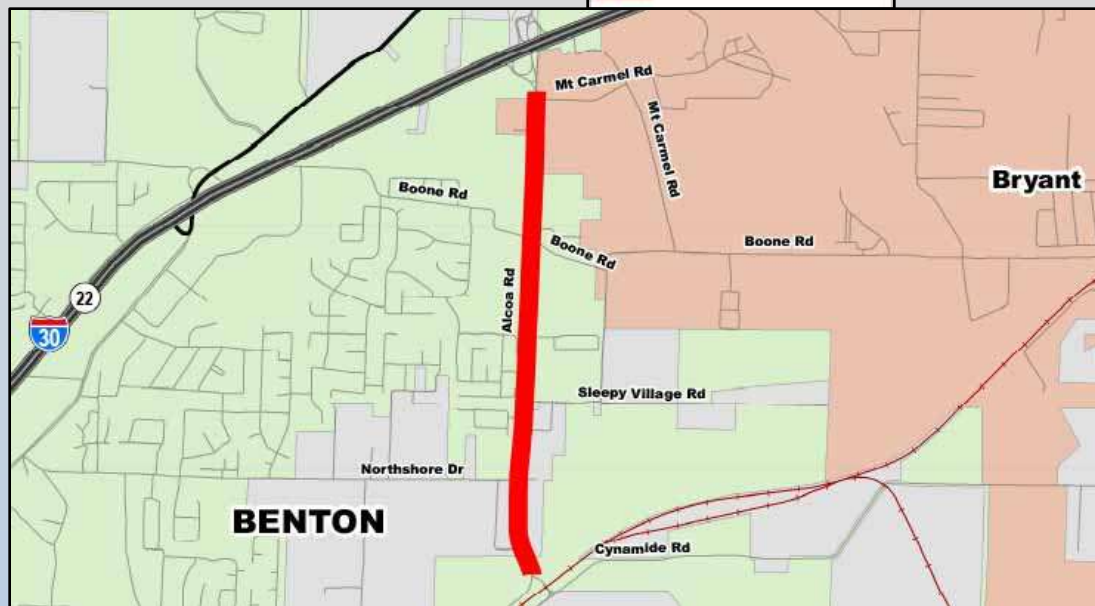 Mt Carmel Rd
Mt Carmel Rd
Bryant
Boone Rd
Boone Rd
Boone Rd
Alcoa Rd
22
30
Sleepy Village Rd
Northshore Dr
BENTON
Cynamide Rd